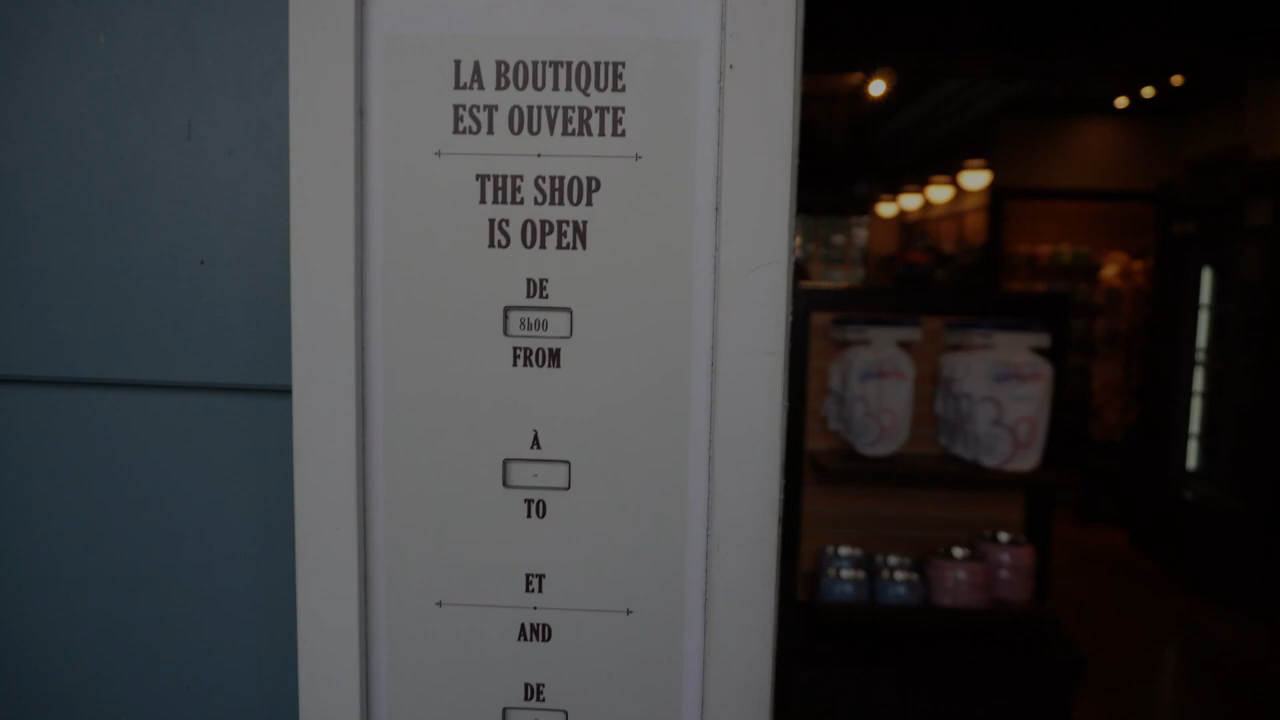 LA BOUTIQUE
EST OUVERTE
THE SHOP
IS OPEN
DE
8h00
FROM
À
-
TO
ET
AND
DE